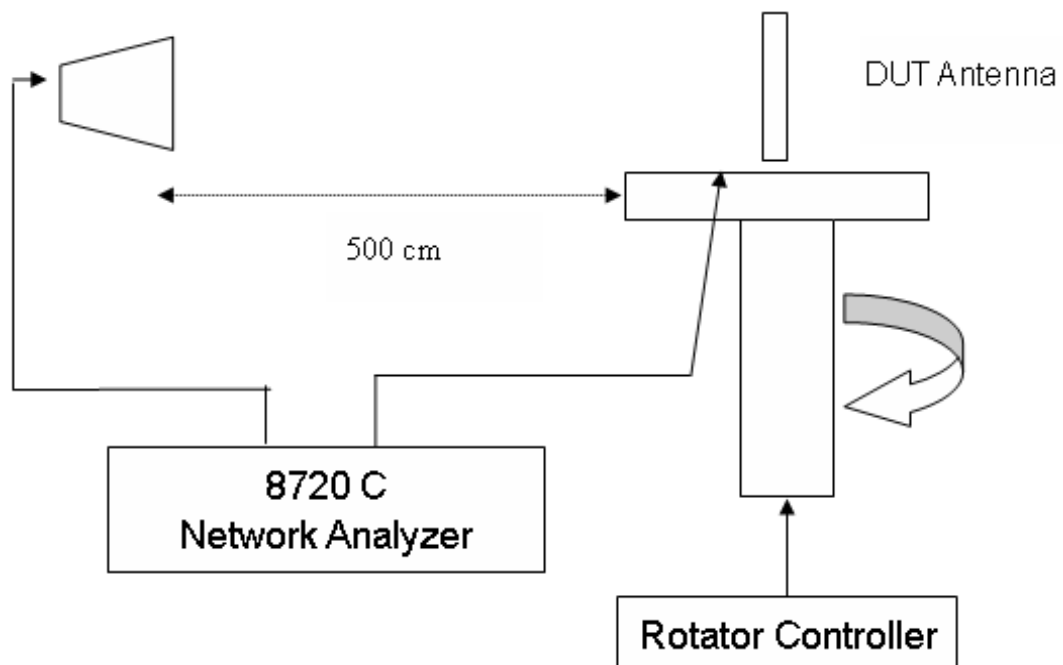 DUT Antenna
500 cm
8720 C
Network Analyzer
Rotator Controller